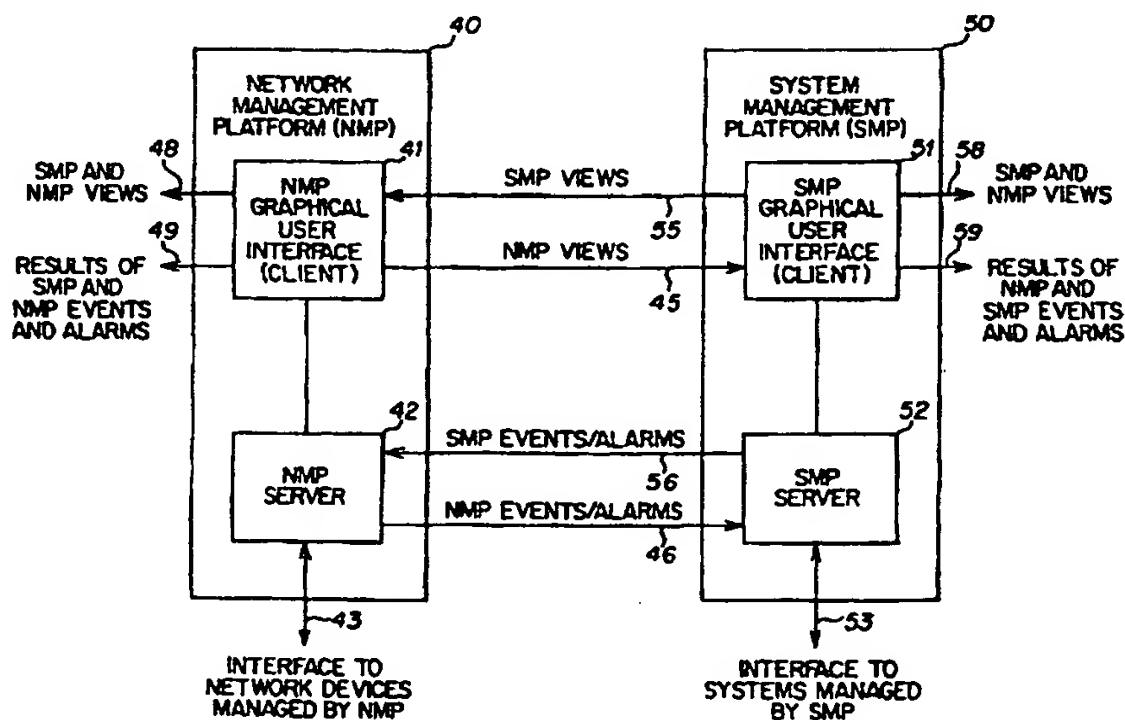 40
50
NETWORK
MANAGEMENT
PLATFORM (NMP)
SYSTEM
MANAGEMENT
PLATFORM (SMP)
48
SMP AND
NMP VIEWS
41
NMP
GRAPHICAL
USER
INTERFACE
(CLIENT)
49
RESULTS OF
SMP AND
NMP EVENTS
AND ALARMS
SMP VIEWS
55
NMP VIEWS
45
51
SMP
GRAPHICAL
USER
INTERFACE
(CLIENT)
58
SMP AND
NMP VIEWS
59
RESULTS OF
NMP AND
SMP EVENTS
AND ALARMS
42
NMP
SERVER
SMP EVENTS/ALARMS
56
NMP EVENTS/ALARMS
46
52
SMP
SERVER
43
INTERFACE TO
NETWORK DEVICES
MANAGED BY NMP
53
INTERFACE TO
SYSTEMS MANAGED
BY SMP